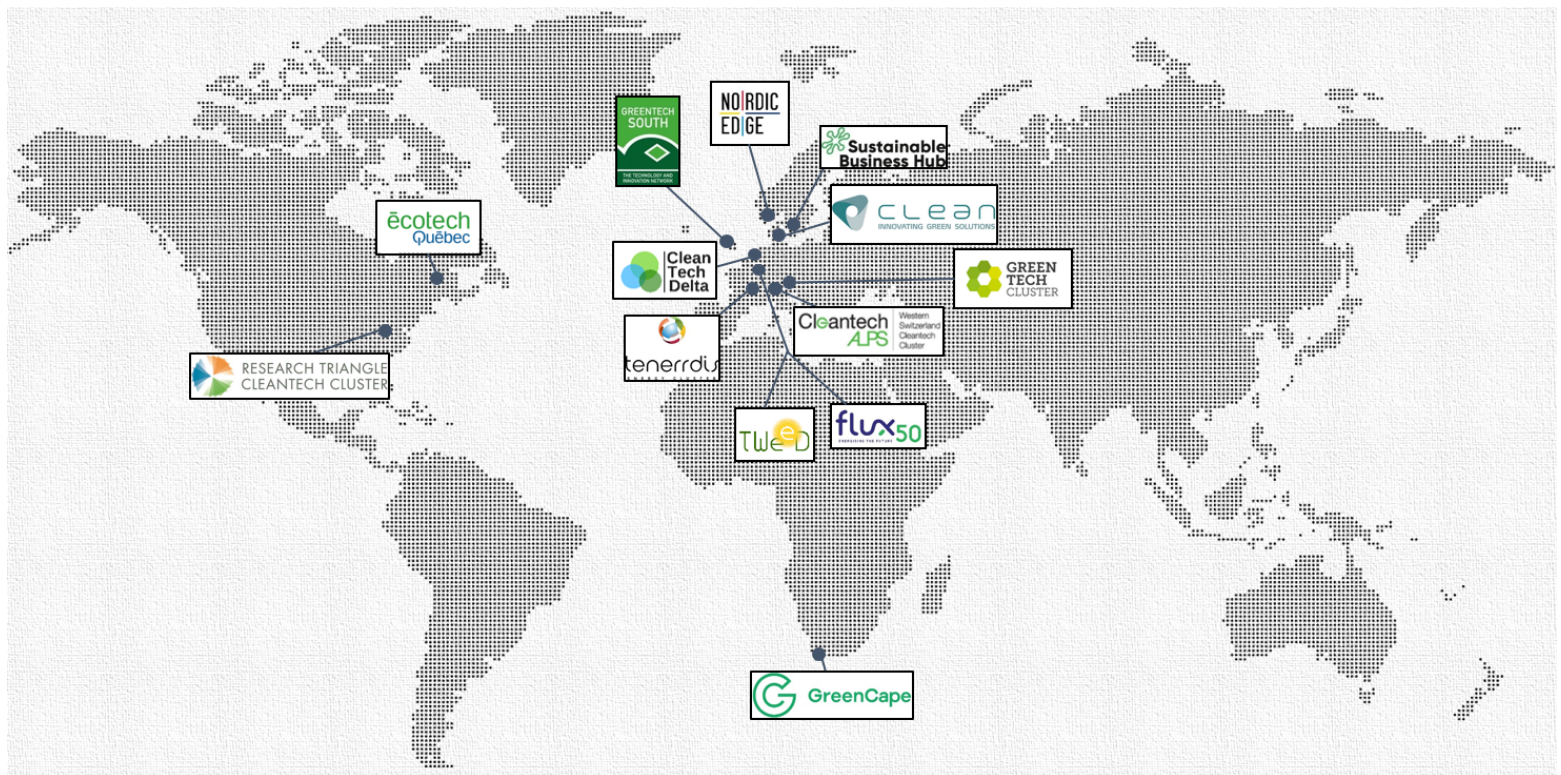 GREENTECH
SOUTH
THE TECHNOLOGY AND
INNOVATION NETWORK
NORDIC
EDGE
Sustainable
Business Hub
CLEAN
INNOVATING GREEN SOLUTIONS
ēcotech
Québec
Clean
Tech
Delta
GREEN
TECH
CLUSTER
Cleantech
ALPS
Western
Switzerland
Cleantech
Cluster
tenerrdis
RESEARCH TRIANGLE
CLEANTECH CLUSTER
TWeeD
flux50
ENERGISING THE FUTURE
GreenCape